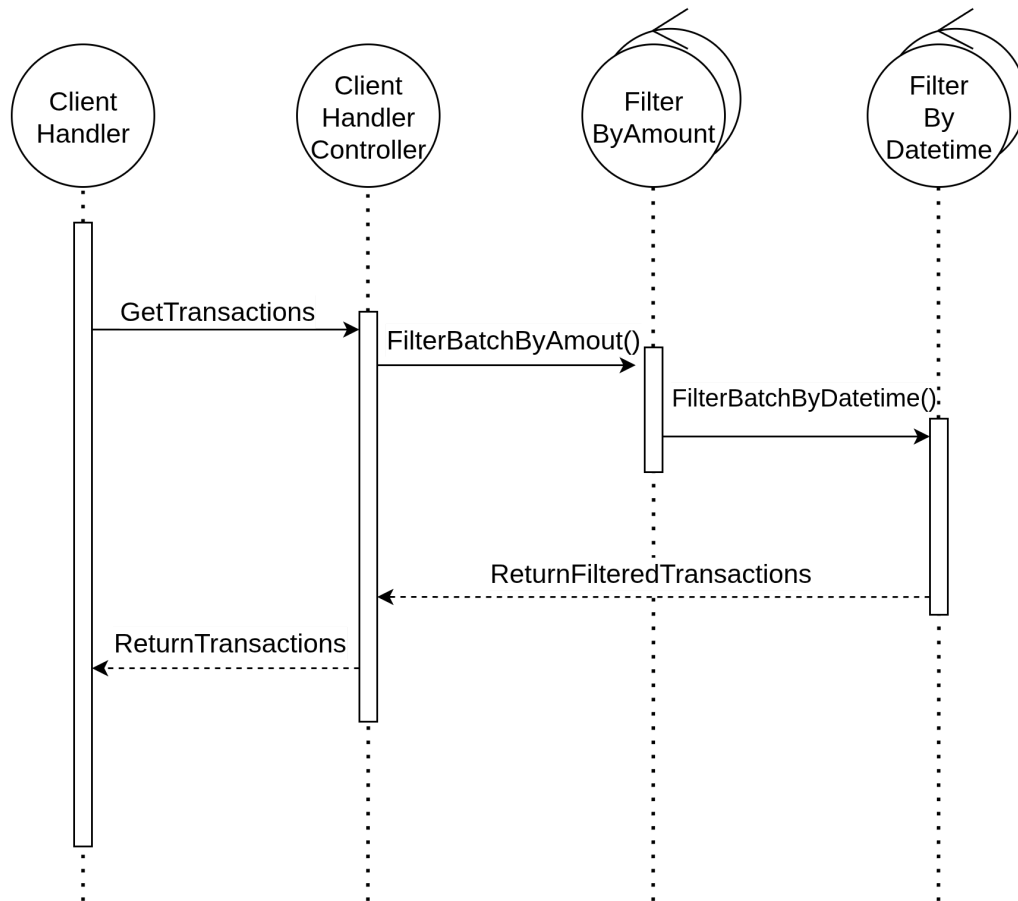 Client
Handler
Client
Handler
Controller
Filter
ByAmount
Filter
By
Datetime
GetTransactions
FilterBatchByAmout()
FilterBatchByDatetime()
ReturnFilteredTransactions
ReturnTransactions